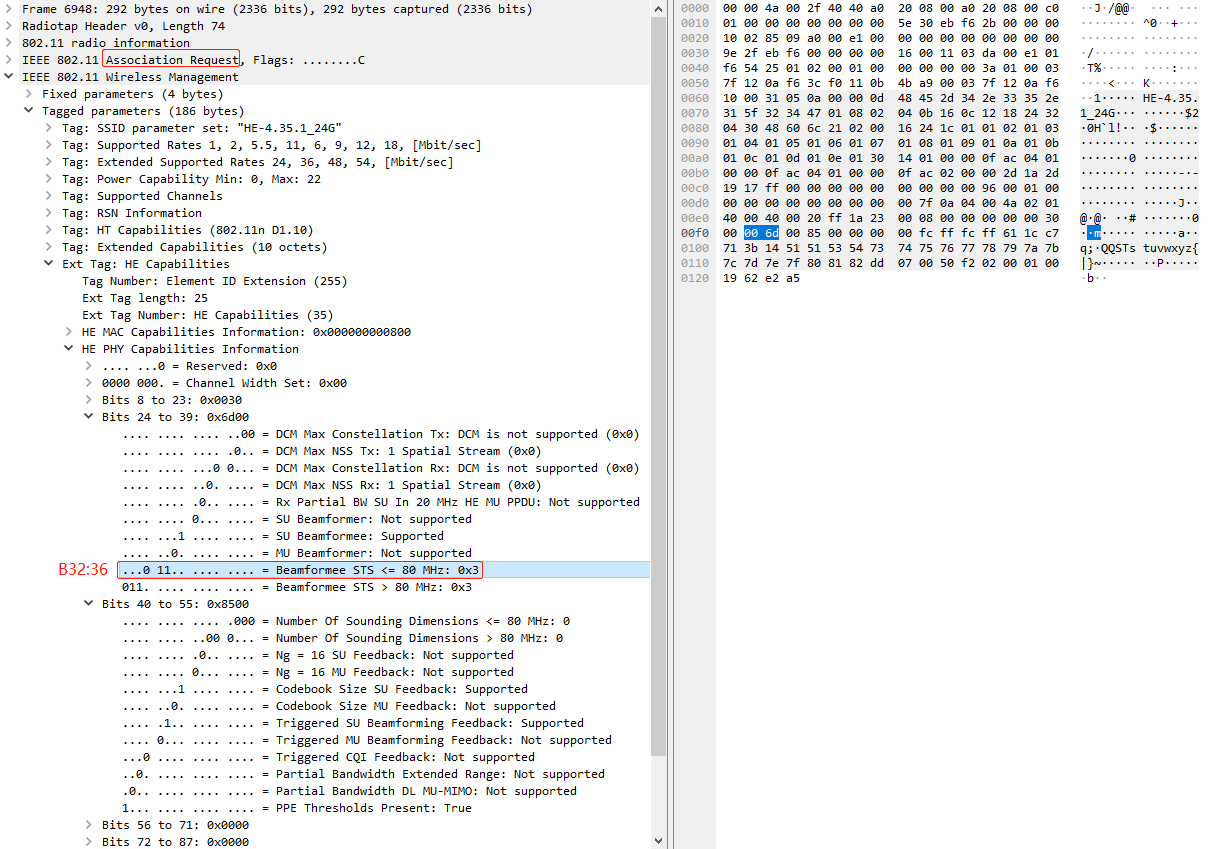 Frame 6948: 292 bytes on wire (2336 bits), 292 bytes captured (2336 bits)
Radiotap Header v0, Length 74
802.11 radio information
IEEE 802.11 Association Request, Flags: ........C
IEEE 802.11 Wireless Management
Fixed parameters (4 bytes)
Tagged parameters (186 bytes)
Tag: SSID parameter set: "HE-4.35.1_24G"
Tag: Supported Rates 1, 2, 5.5, 11, 6, 9, 12, 18, [Mbit/sec]
Tag: Extended Supported Rates 24, 36, 48, 54, [Mbit/sec]
Tag: Power Capability Min: 0, Max: 22
Tag: Supported Channels
Tag: RSN Information
Tag: HT Capabilities (802.11n D1.10)
Tag: Extended Capabilities (10 octets)
Ext Tag: HE Capabilities
Tag Number: Element ID Extension (255)
Ext Tag length: 25
Ext Tag Number: HE Capabilities (35)
HE MAC Capabilities Information: 0x000000000800
HE PHY Capabilities Information
.... ...0 = Reserved: 0x0
0000 000. = Channel Width Set: 0x00
Bits 8 to 23: 0x0030
Bits 24 to 39: 0x6d00
.... .... .... ..00 = DCM Max Constellation Tx: DCM is not supported (0x0)
.... .... .... .0.. = DCM Max NSS Tx: 1 Spatial Stream (0x0)
.... .... ...0 0... = DCM Max Constellation Rx: DCM is not supported (0x0)
.... .... ..0. .... = DCM Max NSS Rx: 1 Spatial Stream (0x0)
.... .... .0.. .... = Rx Partial BW SU In 20 MHz HE MU PPDU: Not supported
.... .... 0... .... = SU Beamformer: Not supported
.... ...1 .... .... = SU Beamformee: Supported
.... ..0. .... .... = MU Beamformer: Not supported
B32:36 ...0 11.. .... .... = Beamformee STS <= 80 MHz: 0x3
011. .... .... .... = Beamformee STS > 80 MHz: 0x3
Bits 40 to 55: 0x8500
.... .... .... .000 = Number Of Sounding Dimensions <= 80 MHz: 0
.... .... ..00 0... = Number Of Sounding Dimensions > 80 MHz: 0
.... .... .0.. .... = Ng = 16 SU Feedback: Not supported
.... .... 0... .... = Ng = 16 MU Feedback: Not supported
.... ...1 .... .... = Codebook Size SU Feedback: Supported
.... ..0. .... .... = Codebook Size MU Feedback: Not supported
.... .1.. .... .... = Triggered SU Beamforming Feedback: Supported
.... 0... .... .... = Triggered MU Beamforming Feedback: Not supported
...0 .... .... .... = Triggered CQI Feedback: Not supported
..0. .... .... .... = Partial Bandwidth Extended Range: Not supported
.0.. .... .... .... = Partial Bandwidth DL MU-MIMO: Not supported
1... .... .... .... = PPE Thresholds Present: True
Bits 56 to 71: 0x0000
Bits 72 to 87: 0x0000
0000 00 00 4a 00 2f 40 40 a0 20 08 00 a0 20 08 00 c0 ··J·/@@· ··· ···
0010 01 00 00 00 00 00 00 00 5e 30 eb f6 2b 00 00 00 ········ ^0··+···
0020 10 02 85 09 a0 00 e1 00 00 00 00 00 00 00 00 00 ········ ········
0030 9e 2f eb f6 00 00 00 00 16 00 11 03 da 00 e1 01 ·/······ ········
0040 f6 54 25 01 02 00 01 00 00 00 00 00 3a 01 00 03 ·T%····· ····:···
0050 7f 12 0a f6 3c f0 11 0b 4b a9 00 03 7f 12 0a f6 ····<··· K·······
0060 10 00 31 05 0a 00 00 0d 48 45 2d 34 2e 33 35 2e ··1····· HE-4.35.
0070 31 5f 32 34 47 01 08 02 04 0b 16 0c 12 18 24 32 1_24G··· ······$2
0080 04 30 48 60 6c 21 02 00 16 24 1c 01 01 02 01 03 ·0H`l!·· ·$······
0090 01 04 01 05 01 06 01 07 01 08 01 09 01 0a 01 0b ········ ········
00a0 01 0c 01 0d 01 0e 01 30 14 01 00 00 0f ac 04 01 ·······0 ········
00b0 00 00 0f ac 04 01 00 00 0f ac 02 00 00 2d 1a 2d ········ ·····-·-
00c0 19 17 ff 00 00 00 00 00 00 00 00 00 96 00 01 00 ········ ········
00d0 00 00 00 00 00 00 00 00 00 7f 0a 04 00 4a 02 01 ········ ·····J··
00e0 40 00 40 00 20 ff 1a 23 00 08 00 00 00 00 00 30 @·@· ··# ·······0
00f0 00 00 6d 00 85 00 00 00 00 fc ff fc ff 61 1c c7 ··m····· ·····a··
0100 71 3b 14 51 51 53 54 73 74 75 76 77 78 79 7a 7b q;·QQSTs tuvwxyz{
0110 7c 7d 7e 7f 80 81 82 dd 07 00 50 f2 02 00 01 00 |}~····· ··P·····
0120 19 62 e2 a5 ·b··